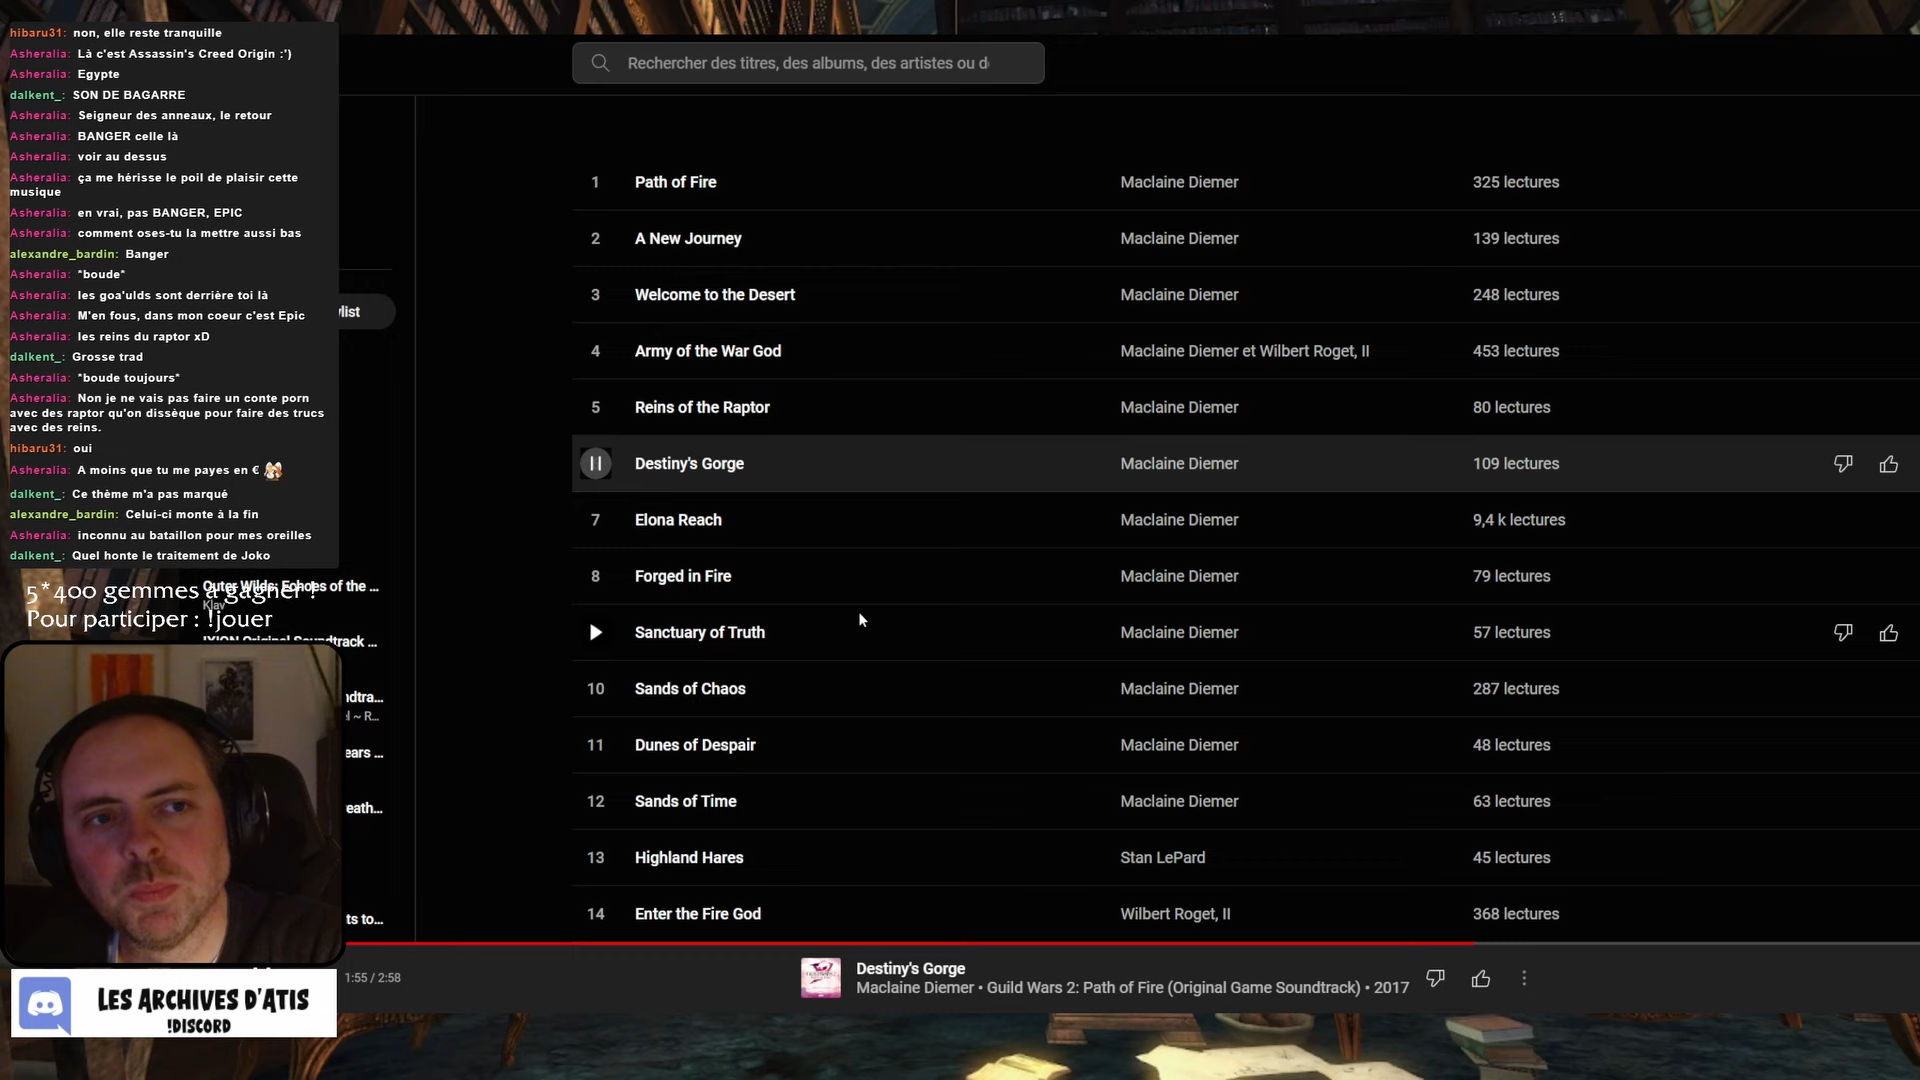 hibaru31: non, elle reste tranquille
Asheralia: Là c'est Assassin's Creed Origin :')
Asheralia: Egypte
dalkent_: SON DE BAGARRE
Asheralia: Seigneur des anneaux, le retour
Asheralia: BANGER celle là
Asheralia: voir au dessus
Asheralia: ça me hérisse le poil de plaisir cette
musique
Asheralia: en vrai, pas BANGER, EPIC
Asheralia: comment oses-tu la mettre aussi bas
alexandre_bardin: Banger
Asheralia: *boude*
Asheralia: les goa'ulds sont derrière toi là
Asheralia: M'en fous, dans mon coeur c'est Epic
Asheralia: les reins du raptor xD
dalkent_: Grosse trad
Asheralia: *boude toujours*
Asheralia: Non je ne vais pas faire un conte porn
avec des raptor qu'on dissèque pour faire des trucs
avec des reins.
hibaru31: oui
Asheralia: A moins que tu me payes en €
dalkent_: Ce thème m'a pas marqué
alexandre_bardin: Celui-ci monte à la fin
Asheralia: inconnu au bataillon pour mes oreilles
dalkent_: Quel honte le traitement de Joko
5*400 gemmes à gagner !
Pour participer : !jouer
Outer Wilds: Echoes of the ...
Klav
IXION Original Soundtrack ...
ndtra...
l ~ R...
ears ...
eath...
ts to...
ylist
LES ARCHIVES D'ATIS
!DISCORD
Rechercher des titres, des albums, des artistes ou d
1 Path of Fire Maclaine Diemer 325 lectures
2 A New Journey Maclaine Diemer 139 lectures
3 Welcome to the Desert Maclaine Diemer 248 lectures
4 Army of the War God Maclaine Diemer et Wilbert Roget, II 453 lectures
5 Reins of the Raptor Maclaine Diemer 80 lectures
Destiny's Gorge Maclaine Diemer 109 lectures
7 Elona Reach Maclaine Diemer 9,4 k lectures
8 Forged in Fire Maclaine Diemer 79 lectures
Sanctuary of Truth Maclaine Diemer 57 lectures
10 Sands of Chaos Maclaine Diemer 287 lectures
11 Dunes of Despair Maclaine Diemer 48 lectures
12 Sands of Time Maclaine Diemer 63 lectures
13 Highland Hares Stan LePard 45 lectures
14 Enter the Fire God Wilbert Roget, II 368 lectures
1:55 / 2:58
Destiny's Gorge
Maclaine Diemer • Guild Wars 2: Path of Fire (Original Game Soundtrack) • 2017